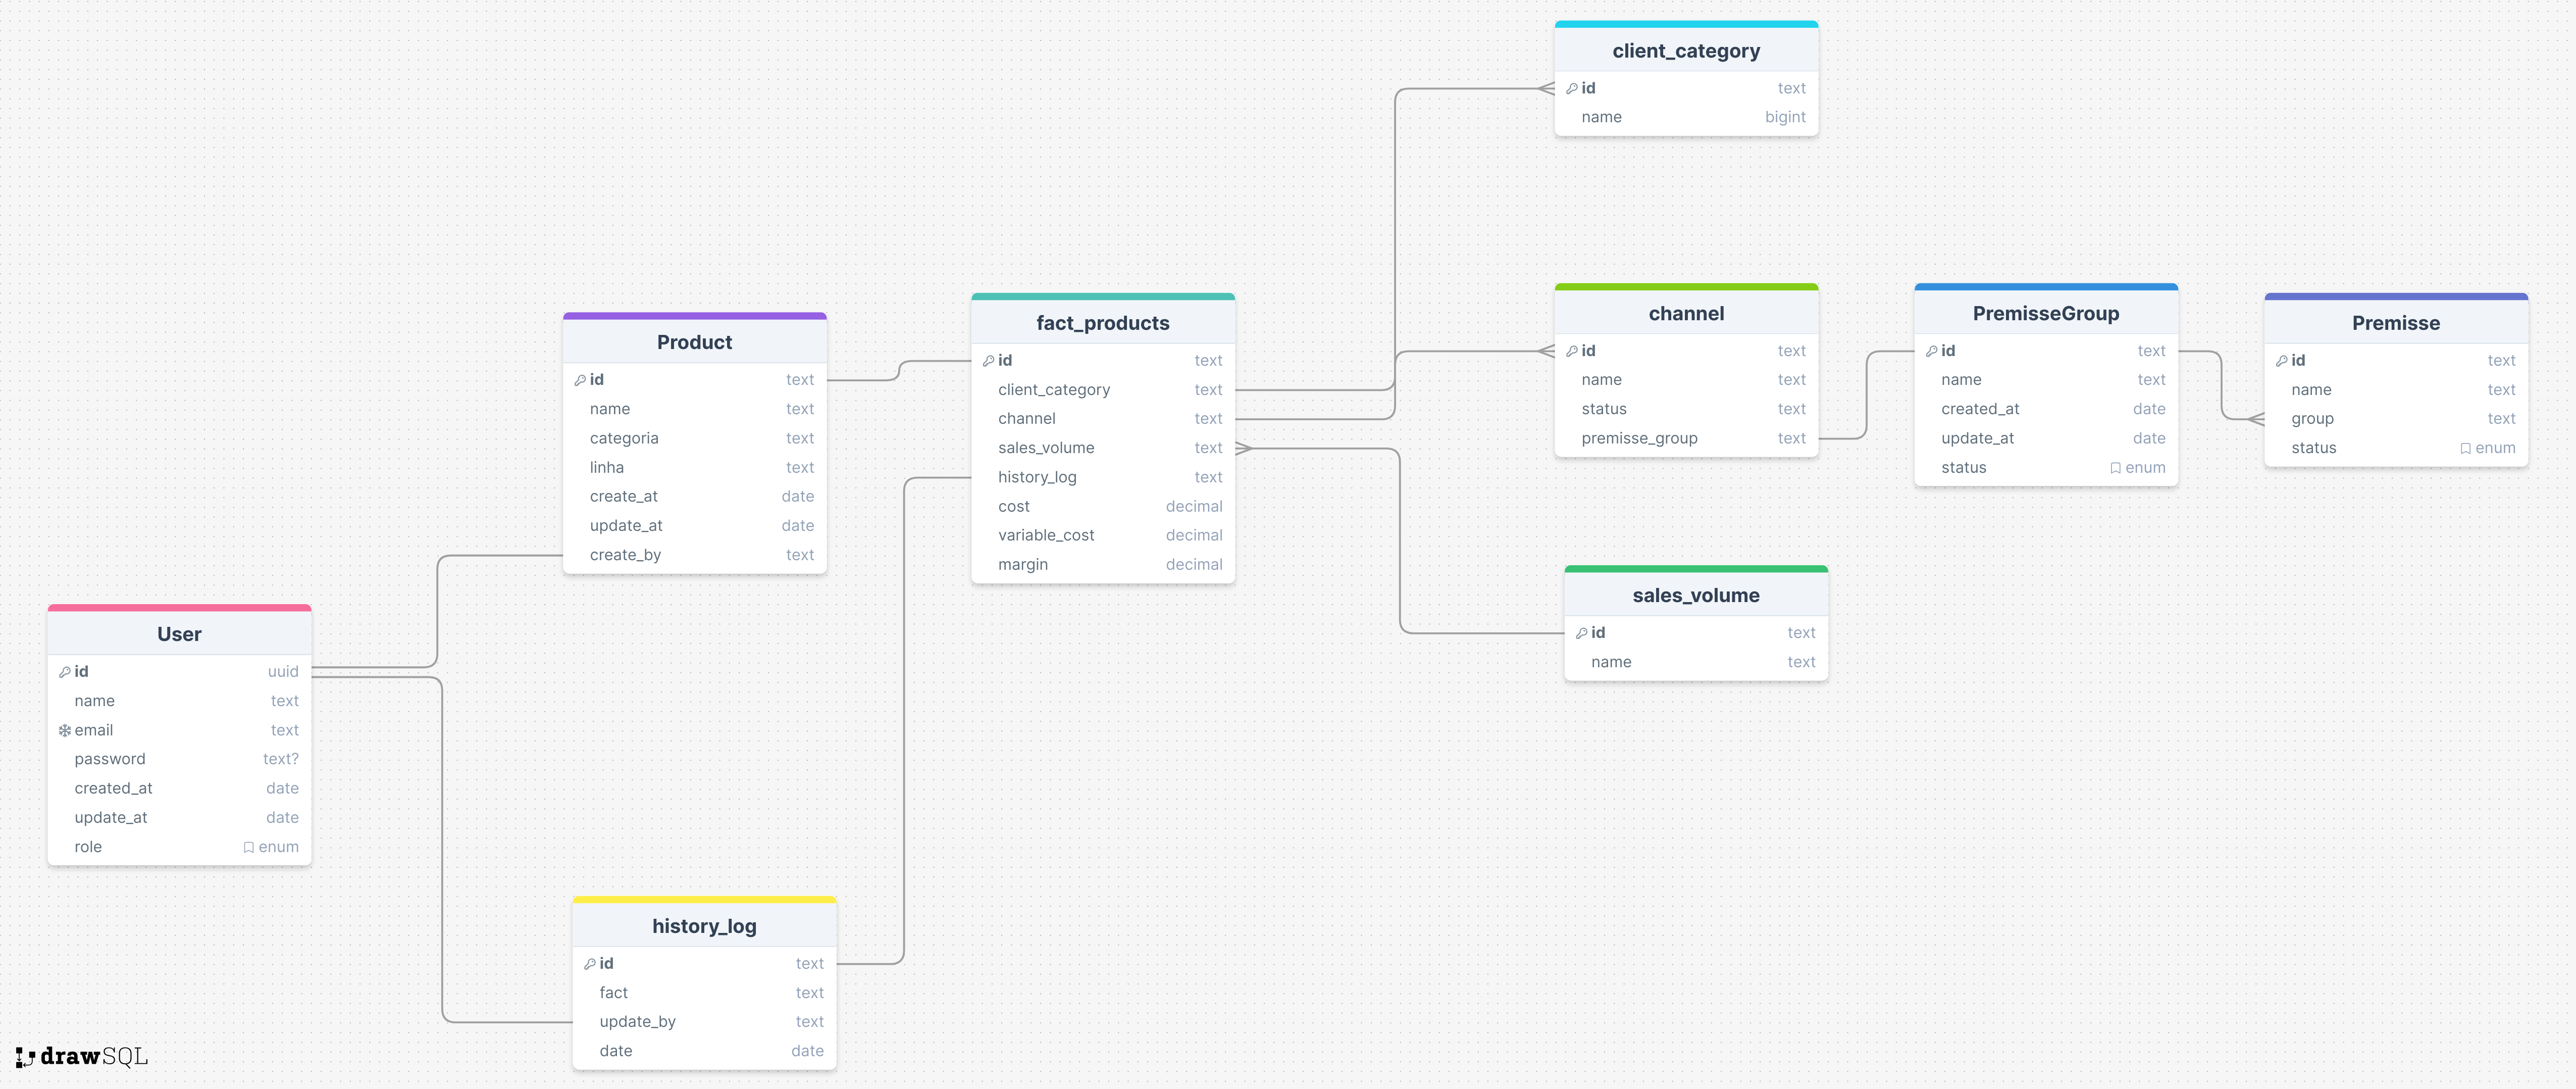 client_category
id text
name bigint
channel
id text
name text
status text
premisse_group text
PremisseGroup
id text
name text
created_at date
update_at date
status enum
Premisse
id text
name text
group text
status enum
fact_products
id text
client_category text
channel text
sales_volume text
history_log text
cost decimal
variable_cost decimal
margin decimal
Product
id text
name text
categoria text
linha text
create_at date
update_at date
create_by text
sales_volume
id text
name text
User
id uuid
name text
email text
password text?
created_at date
update_at date
role enum
history_log
id text
fact text
update_by text
date date
drawSQL